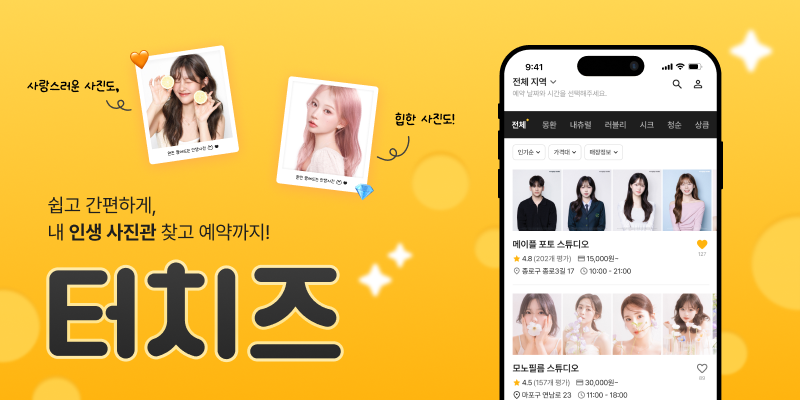 사랑스러운 사진도,
힙한 사진도!
쉽고 간편하게,
내 인생 사진관 찾고 예약까지!
터치즈
9:41
전체 지역
예약 날짜와 시간을 선택해주세요.
전체 몽환 내츄럴 러블리 시크 청순 상큼
인기순 가격대 매장정보
메이플 포토 스튜디오
127
4.8 (202개 평가) 15,000원~
종로구 종로3길 17 10:00 - 21:00
모노필름 스튜디오
69
4.5 (157개 평가) 30,000원~
마포구 연남로 23 11:00 - 18:00